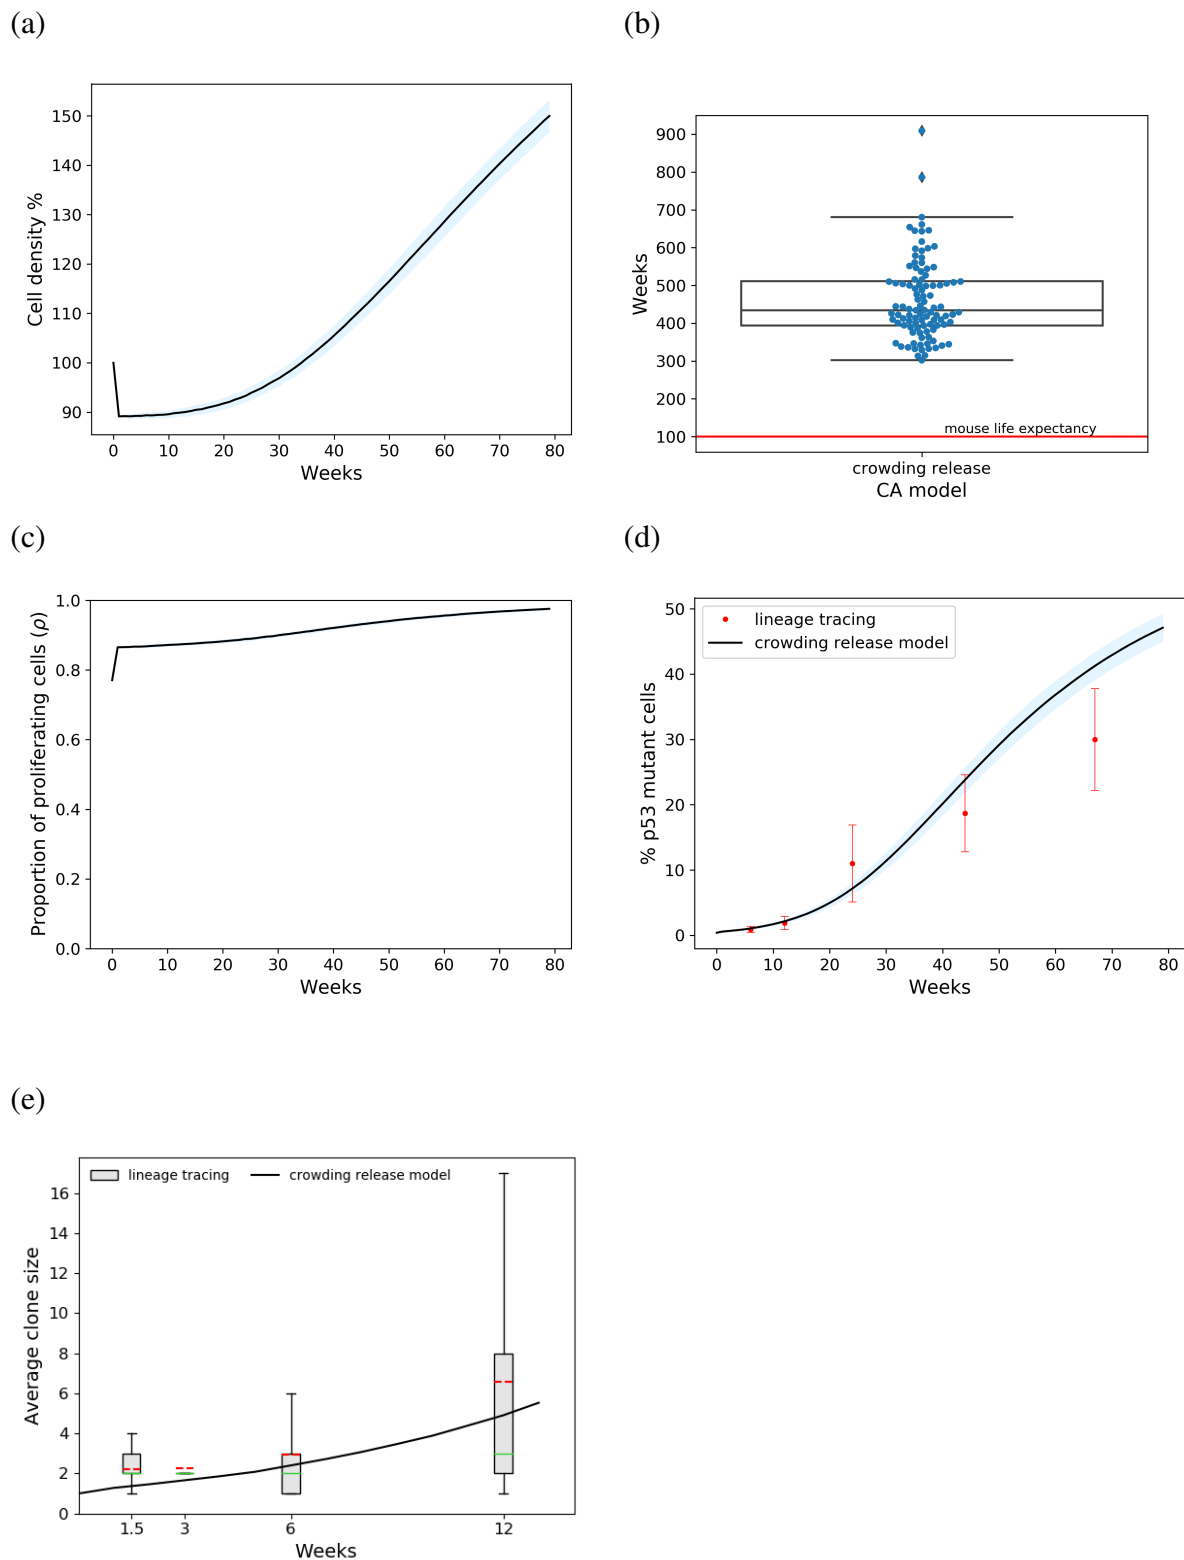 (a)
150
140
130
120
110
100
90
Cell density %
0 10 20 30 40 50 60 70 80
Weeks
(b)
900
800
700
600
500
400
300
200
100
Weeks
mouse life expectancy
crowding release
CA model
(c)
1.0
0.8
0.6
0.4
0.2
0.0
Proportion of proliferating cells (ρ)
0 10 20 30 40 50 60 70 80
Weeks
(d)
50
40
30
20
10
0
% p53 mutant cells
lineage tracing
crowding release model
0 10 20 30 40 50 60 70 80
Weeks
(e)
lineage tracing crowding release model
16
14
12
10
8
6
4
2
0
Average clone size
1.5 3 6 12
Weeks